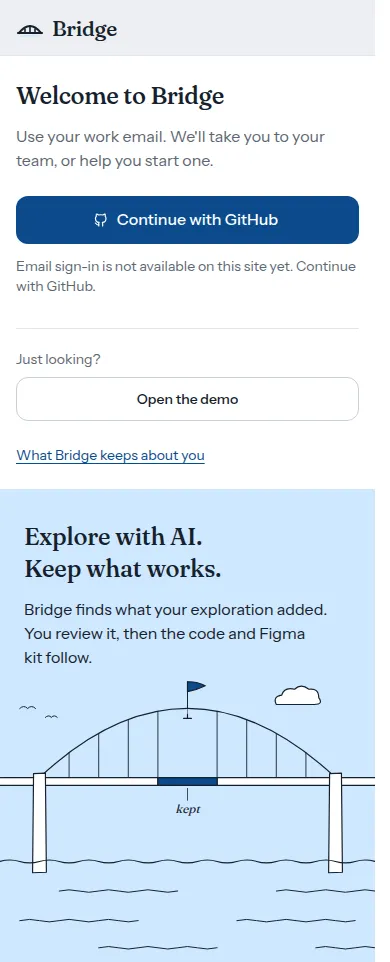 Bridge
Welcome to Bridge
Use your work email. We'll take you to your
team, or help you start one.
Continue with GitHub
Email sign-in is not available on this site yet. Continue
with GitHub.
Just looking?
Open the demo
What Bridge keeps about you
Explore with AI.
Keep what works.
Bridge finds what your exploration added.
You review it, then the code and Figma
kit follow.
kept